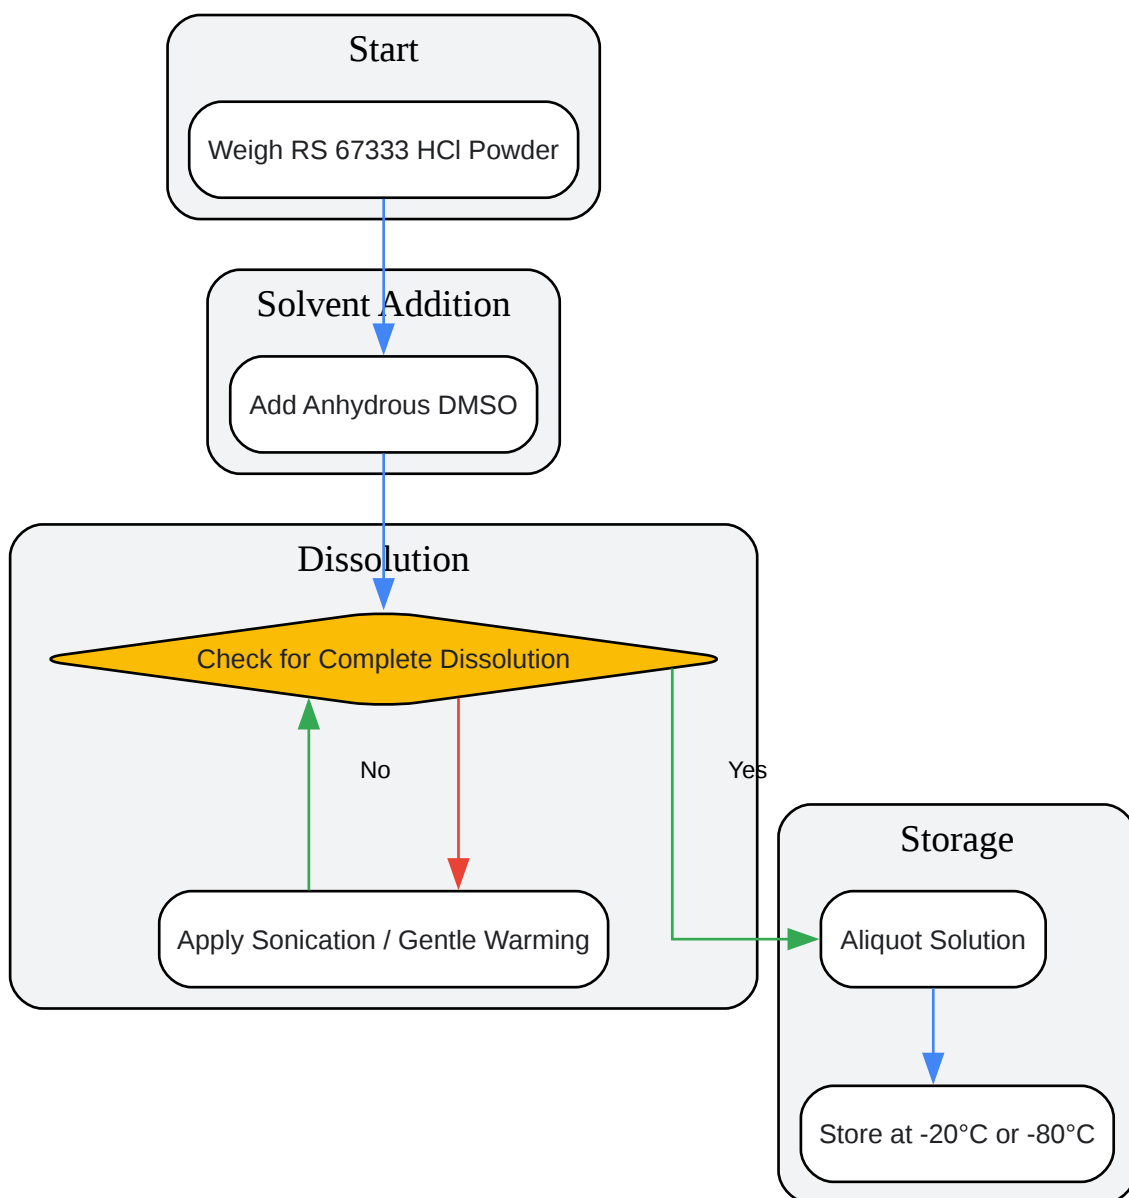 Start
Weigh RS 67333 HCl Powder
Solvent Addition
Add Anhydrous DMSO
Dissolution
Check for Complete Dissolution
No
Yes
Apply Sonication / Gentle Warming
Storage
Aliquot Solution
Store at -20°C or -80°C